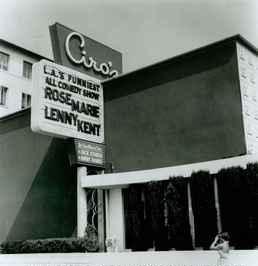 Ciro's
L.A.'S FUNNIEST
ALL COMEDY SHOW
ROSE MARIE
LENNY KENT